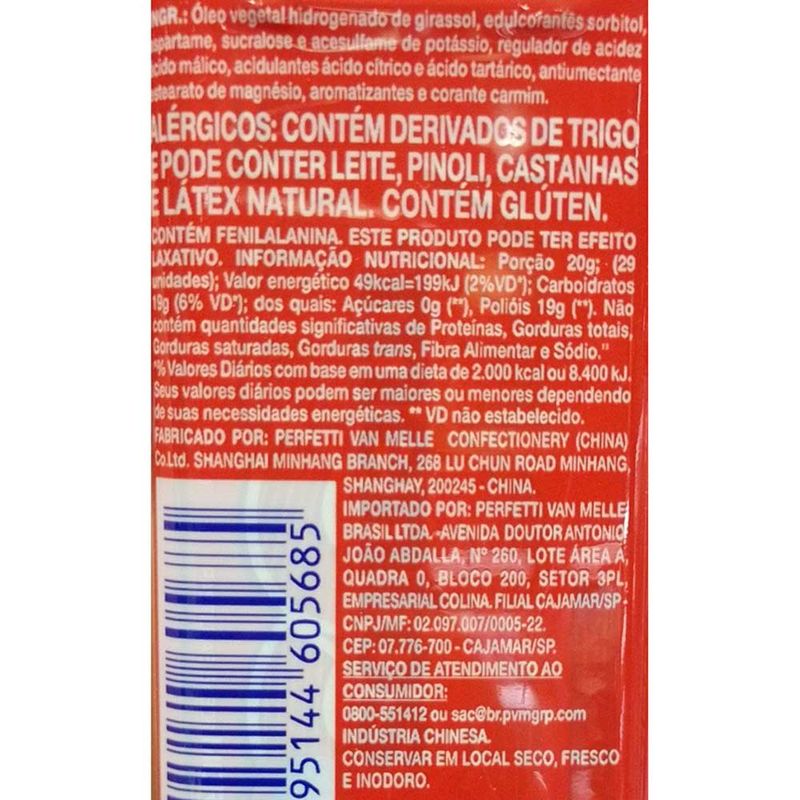 NGR.: Óleo vegetal hidrogenado de girassol, edulcorantes sorbitol,
spartame, sucralose e acesulfame de potássio, regulador de acidez
cido málico, acidulantes ácido cítrico e ácido tartárico, antiumectante
estearato de magnésio, aromatizantes e corante carmim.
ALÉRGICOS: CONTÉM DERIVADOS DE TRIGO
E PODE CONTER LEITE, PINOLI, CASTANHAS
E LÁTEX NATURAL. CONTÉM GLÚTEN.
CONTÉM FENILALANINA. ESTE PRODUTO PODE TER EFEITO
LAXATIVO. INFORMAÇÃO NUTRICIONAL: Porção 20g; (29
unidades); Valor energético 49kcal=199kJ (2%VD*); Carboidratos
19g (6% VD*); dos quais: Açúcares 0g (**), Polióis 19g (**). Não
contém quantidades significativas de Proteínas, Gorduras totais,
Gorduras saturadas, Gorduras trans, Fibra Alimentar e Sódio."
*% Valores Diários com base em uma dieta de 2.000 kcal ou 8.400 kJ.
Seus valores diários podem ser maiores ou menores dependendo
de suas necessidades energéticas. ** VD não estabelecido.
FABRICADO POR: PERFETTI VAN MELLE CONFECTIONERY (CHINA)
Co.Ltd. SHANGHAI MINHANG BRANCH, 268 LU CHUN ROAD MINHANG,
SHANGHAY, 200245 - CHINA.
IMPORTADO POR: PERFETTI VAN MELLE
BRASIL LTDA. -AVENIDA DOUTOR ANTONIO
JOÃO ABDALLA, Nº 260, LOTE ÁREA A,
QUADRA 0, BLOCO 200, SETOR 3PL,
EMPRESARIAL COLINA. FILIAL CAJAMAR/SP -
CNPJ/MF: 02.097.007/0005-22.
CEP: 07.776-700 - CAJAMAR/SP.
SERVIÇO DE ATENDIMENTO AO
CONSUMIDOR:
0800-551412 ou sac@br.pvmgrp.com
INDÚSTRIA CHINESA.
CONSERVAR EM LOCAL SECO, FRESCO
E INODORO.
95144 605685